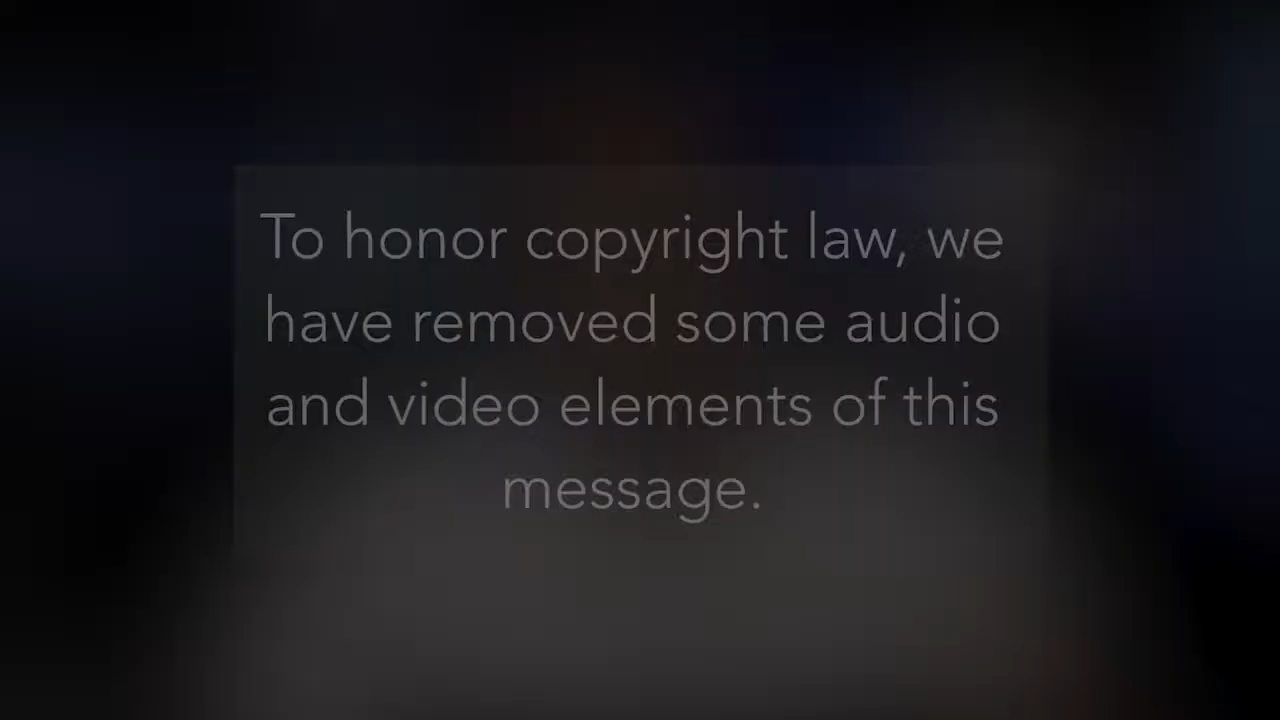 To honor copyright law, we
have removed some audio
and video elements of this
message.